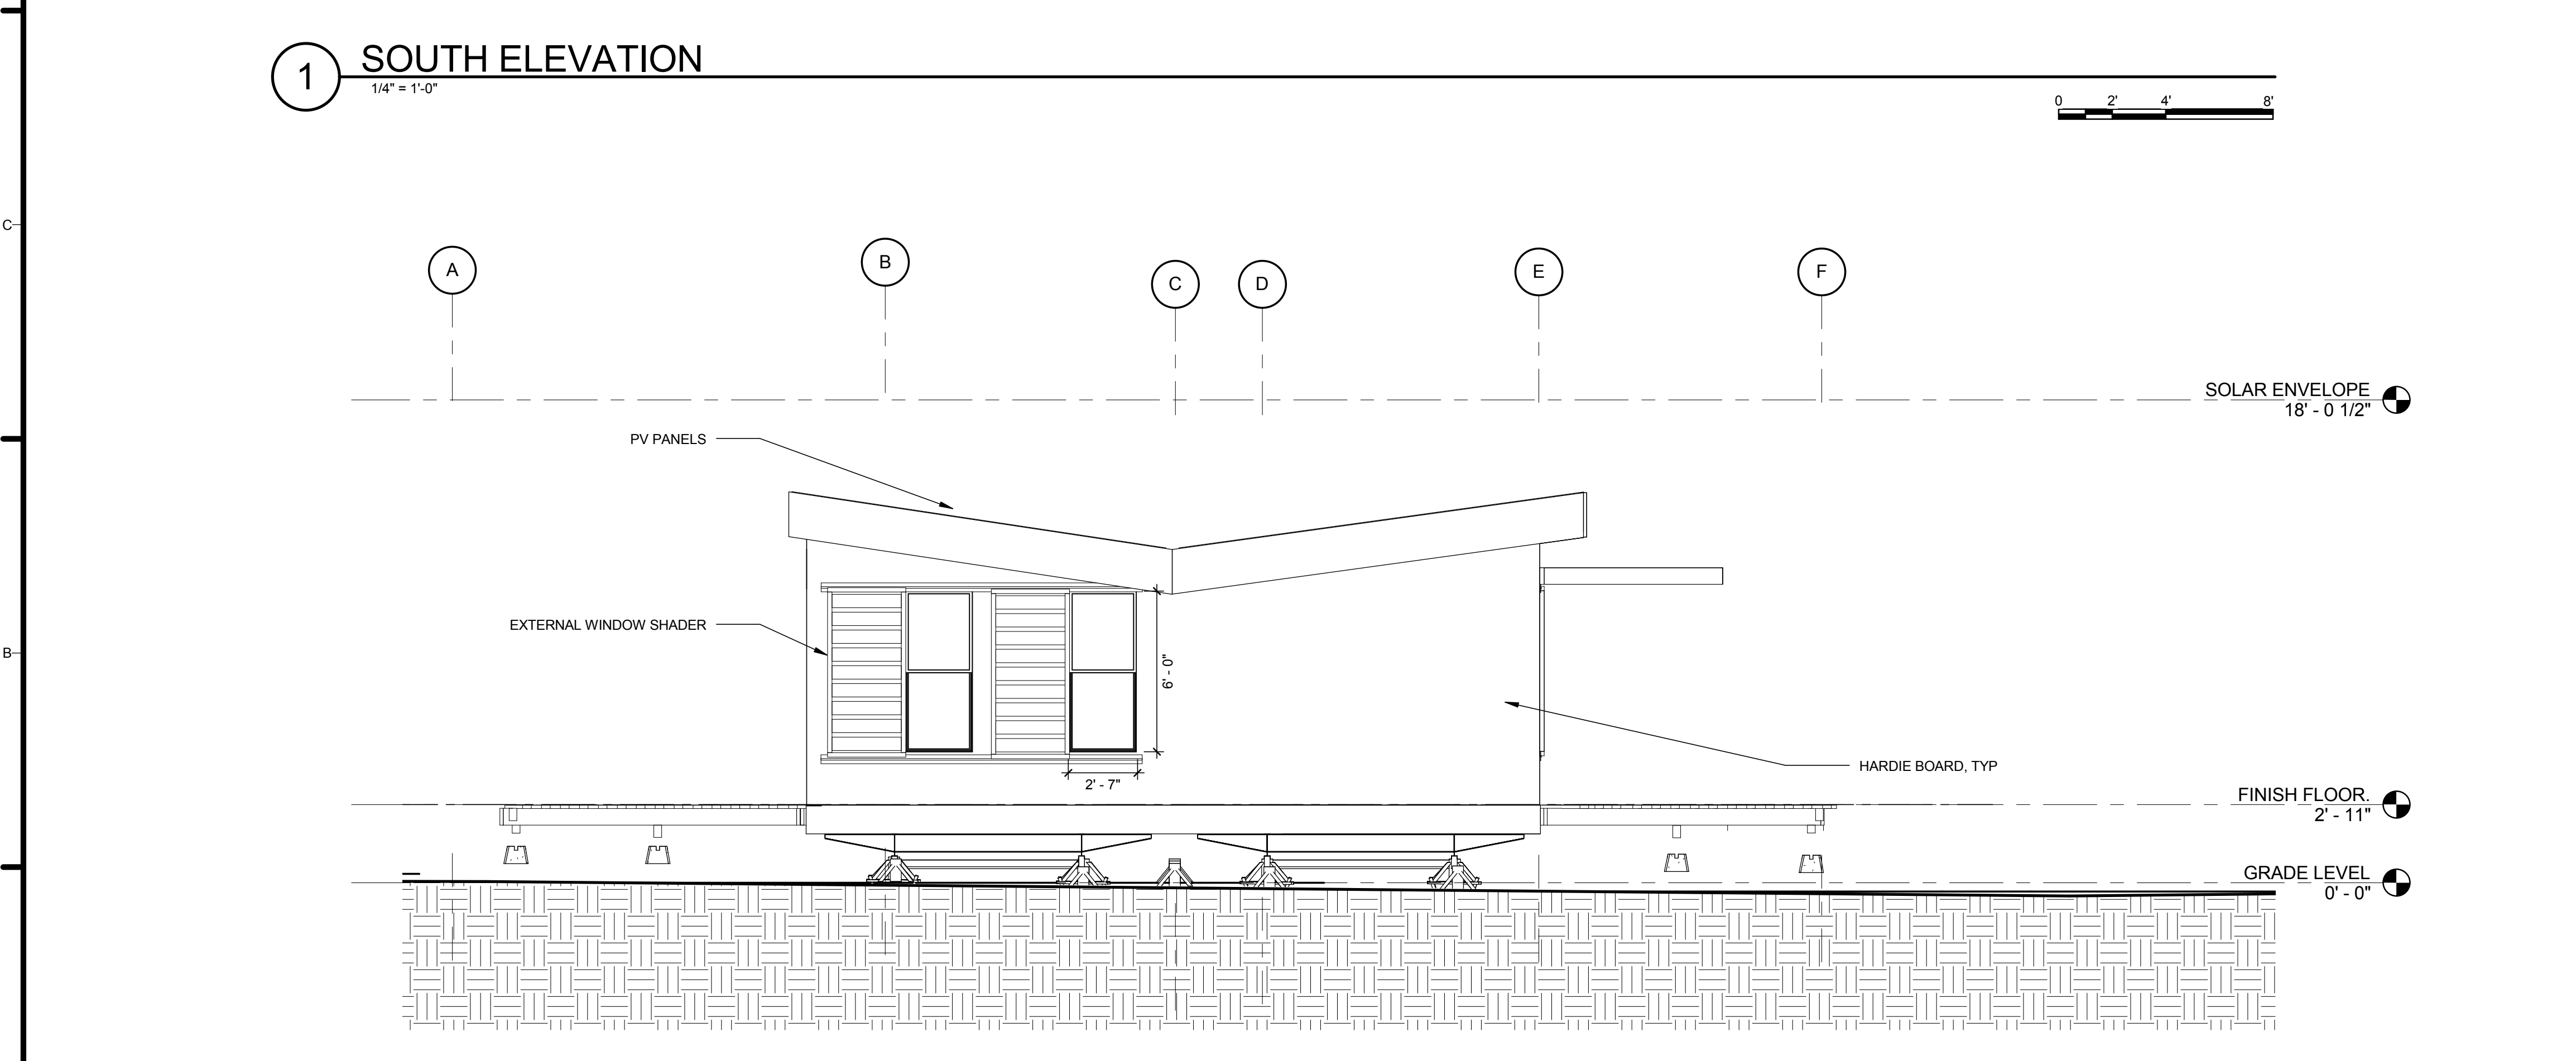 1
SOUTH ELEVATION
1/4" = 1'-0"
0 2' 4' 8'
C
A
B
C
D
E
F
SOLAR ENVELOPE
18' - 0 1/2"
PV PANELS
EXTERNAL WINDOW SHADER
B
6' - 0"
2' - 7"
HARDIE BOARD, TYP
FINISH FLOOR.
2' - 11"
GRADE LEVEL
0' - 0"